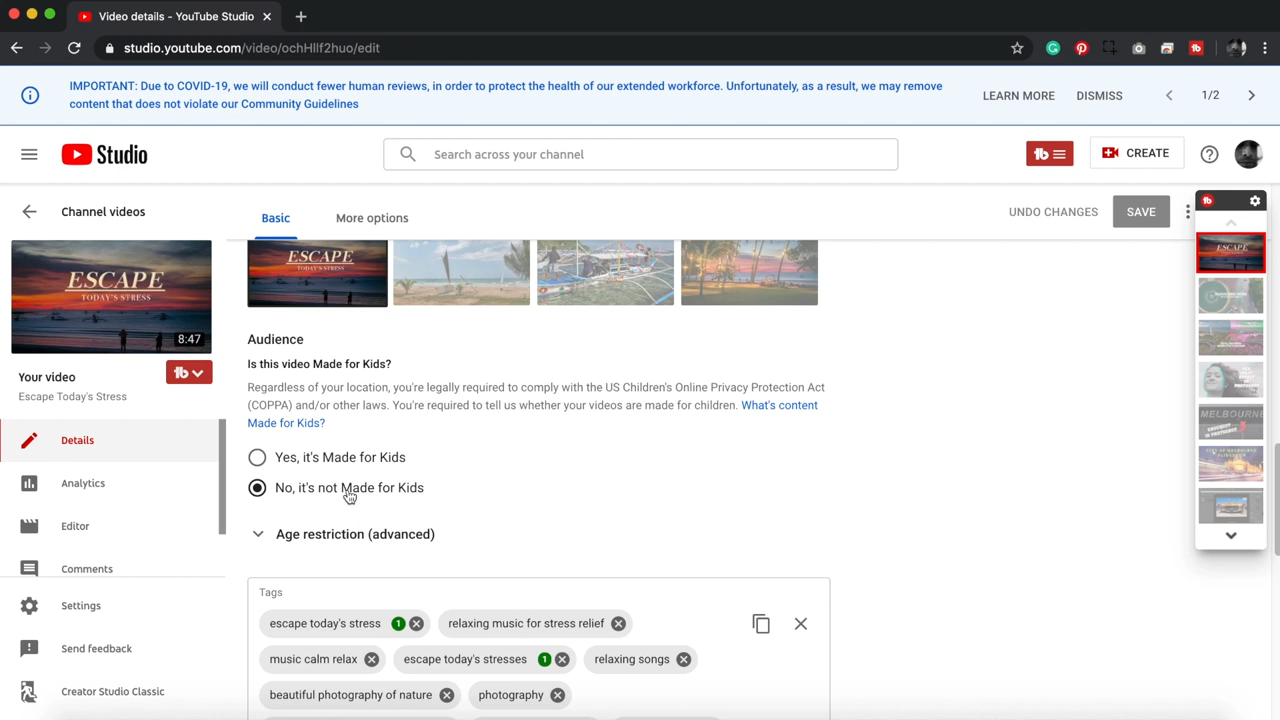 Video details - YouTube Studio
studio.youtube.com/video/ochHllf2huo/edit
IMPORTANT: Due to COVID-19, we will conduct fewer human reviews, in order to protect the health of our extended workforce. Unfortunately, as a result, we may remove
content that does not violate our Community Guidelines
LEARN MORE
DISMISS
1/2
Studio
Search across your channel
tb
CREATE
Channel videos
Basic
More options
UNDO CHANGES
SAVE
tb
ESCAPE
TODAY'S STRESS
8:47
ESCAPE
TODAY'S STRESS
ESCAPE
TODAY'S STRESS
Your video
tb
Escape Today's Stress
Details
Analytics
Editor
Comments
Settings
Send feedback
Creator Studio Classic
Audience
Is this video Made for Kids?
Regardless of your location, you're legally required to comply with the US Children's Online Privacy Protection Act
(COPPA) and/or other laws. You're required to tell us whether your videos are made for children. What's content
Made for Kids?
Yes, it's Made for Kids
No, it's not Made for Kids
Age restriction (advanced)
Tags
escape today's stress 1
relaxing music for stress relief
music calm relax
escape today's stresses 1
relaxing songs
beautiful photography of nature
photography
MELBOURNE